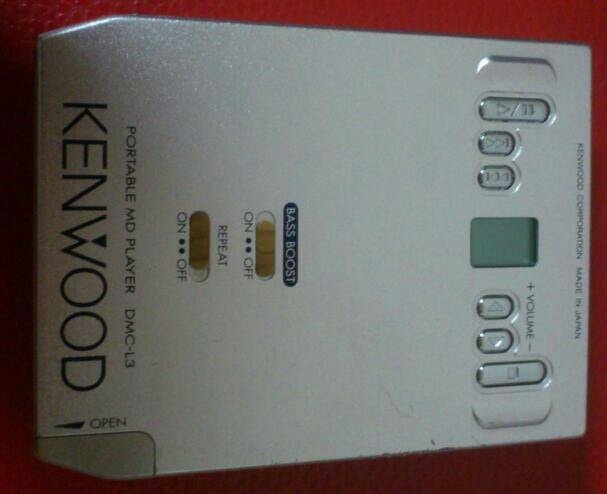 KENWOOD CORPORATION MADE IN JAPAN
+ VOLUME -
BASS BOOST
ON •• OFF
REPEAT
ON •• OFF
PORTABLE MD PLAYER DMC-L3
KENWOOD
OPEN